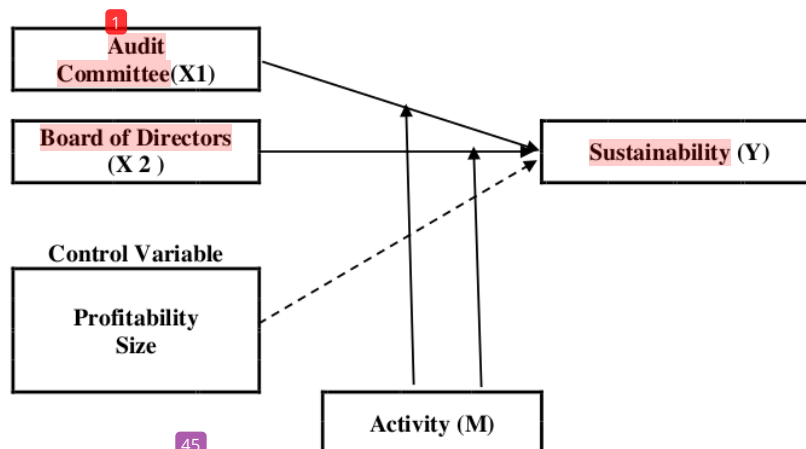 1
Audit
Committee(X1)
Board of Directors
(X 2 )
Sustainability (Y)
Control Variable
Profitability
Size
Activity (M)
45